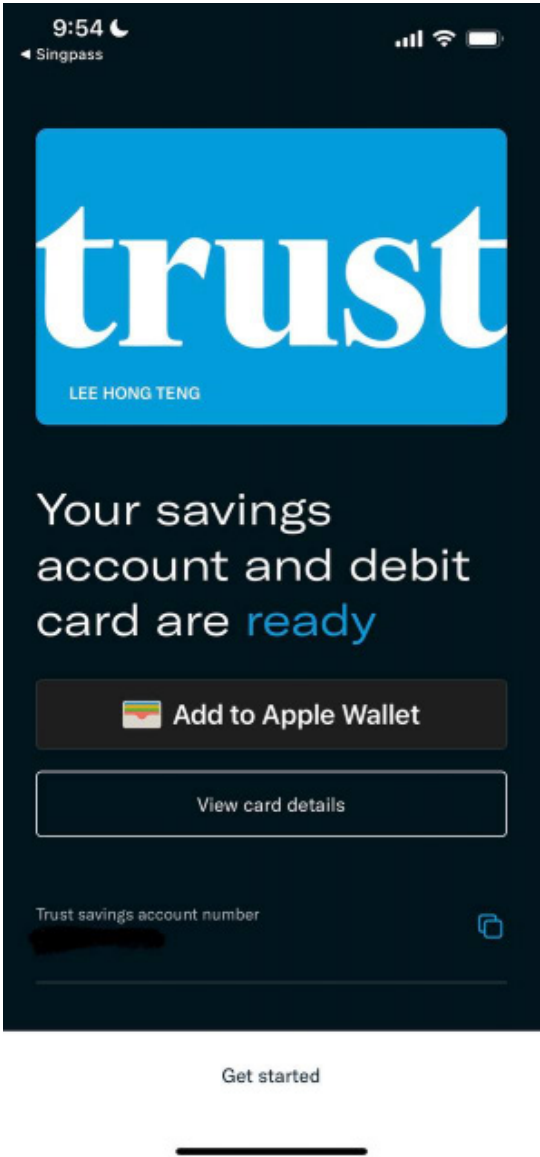 9:54
◄ Singpass
trust
LEE HONG TENG
Your savings
account and debit
card are ready
Add to Apple Wallet
View card details
Trust savings account number
Get started